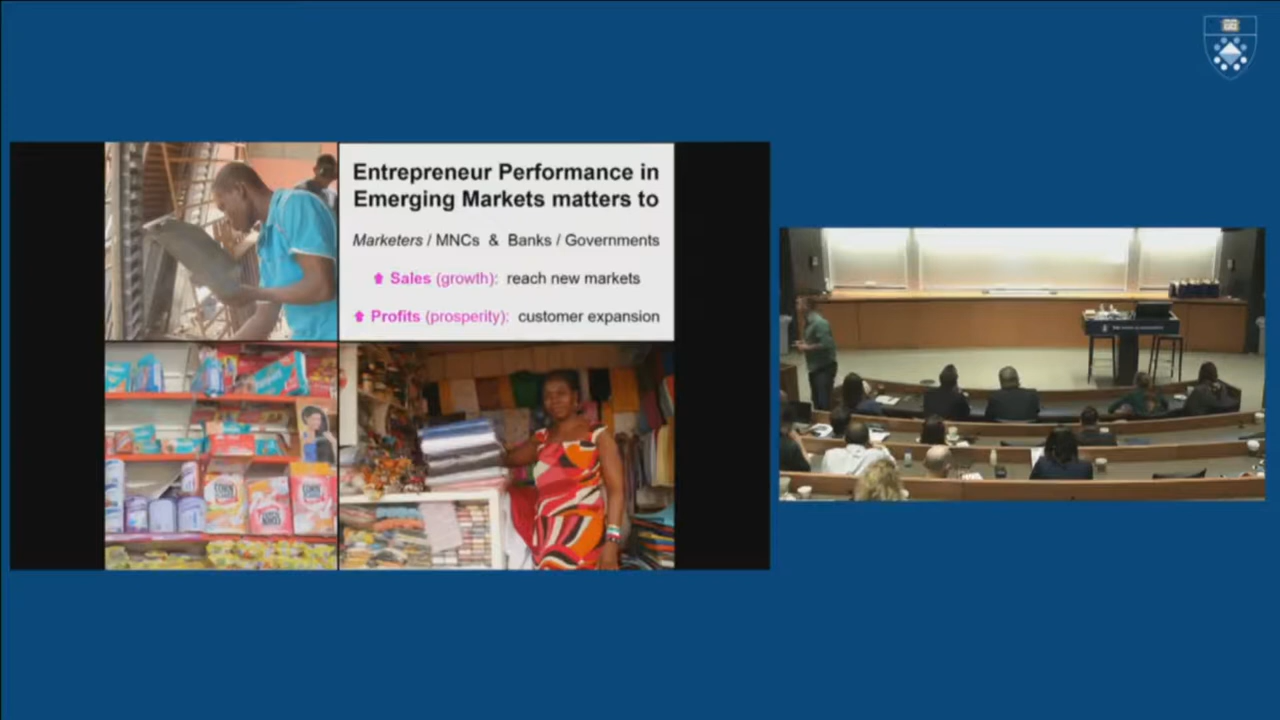 Entrepreneur Performance in
Emerging Markets matters to
Marketers / MNCs & Banks / Governments
Sales (growth): reach new markets
Profits (prosperity): customer expansion